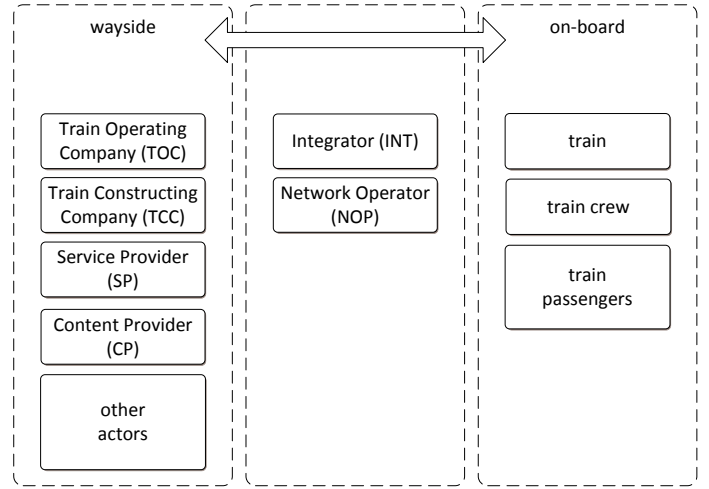 wayside
on-board
Train Operating
Company (TOC)
Train Constructing
Company (TCC)
Service Provider
(SP)
Content Provider
(CP)
other
actors
Integrator (INT)
Network Operator
(NOP)
train
train crew
train
passengers